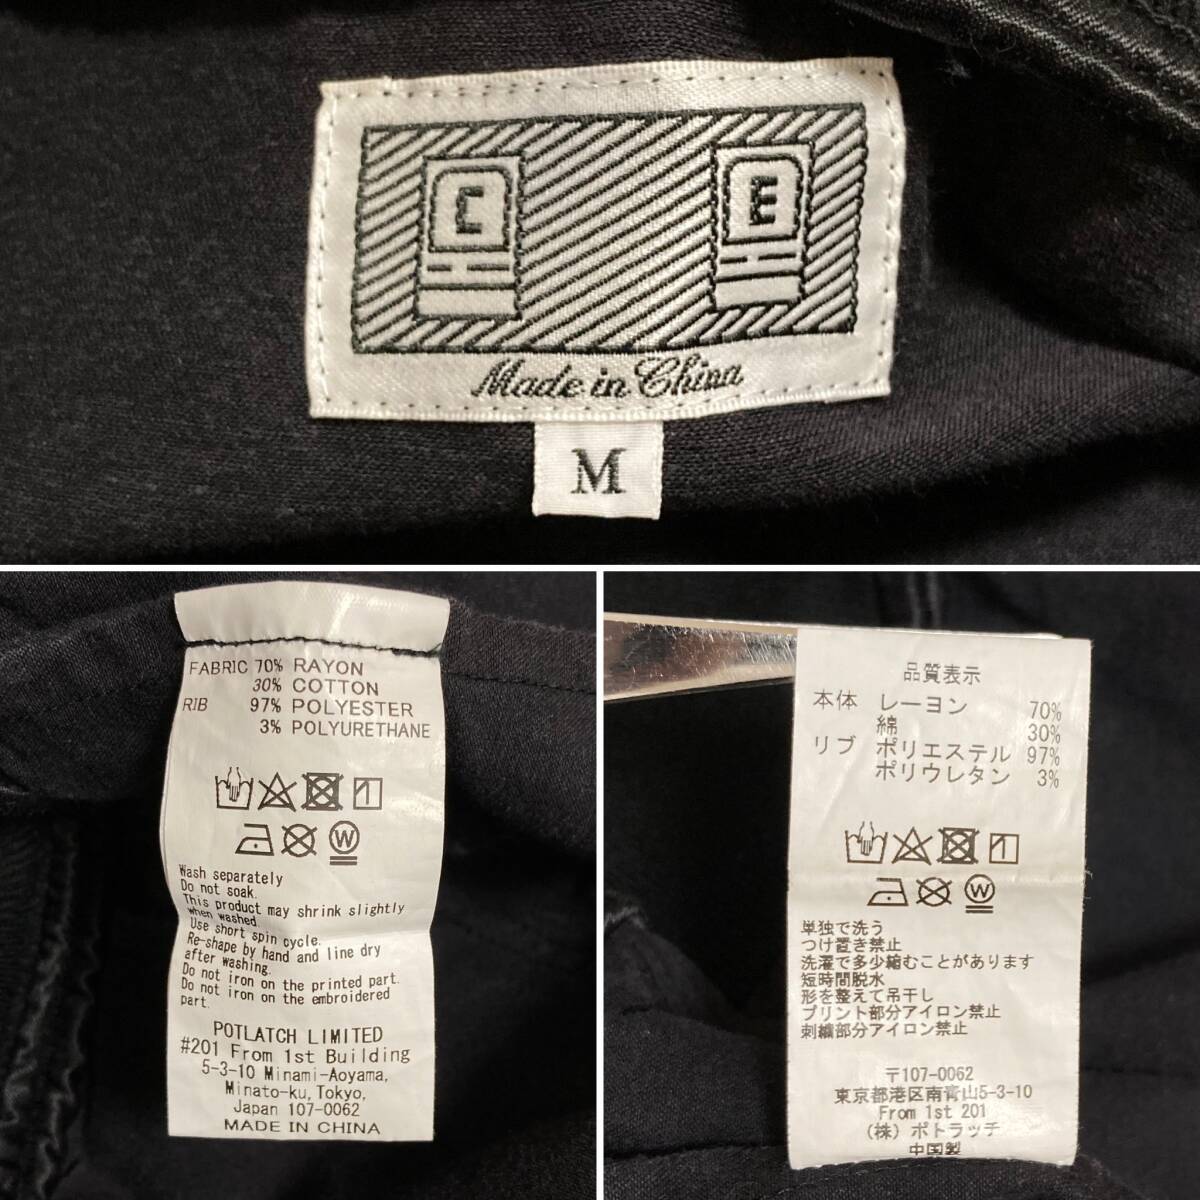 C E
Made in China
M
FABRIC 70% RAYON
30% COTTON
RIB 97% POLYESTER
3% POLYURETHANE
W
Wash separately
Do not soak.
This product may shrink slightly
when washed.
Use short spin cycle.
Re-shape by hand and line dry
after washing.
Do not iron on the printed part.
Do not iron on the embroidered
part.
POTLATCH LIMITED
#201 From 1st Building
5-3-10 Minami-Aoyama,
Minato-ku, Tokyo,
Japan 107-0062
MADE IN CHINA
品質表示
本体 レーヨン 70%
綿 30%
リブ ポリエステル 97%
ポリウレタン 3%
W
単独で洗う
つけ置き禁止
洗濯で多少縮むことがあります
短時間脱水
形を整えて吊干し
プリント部分アイロン禁止
刺繍部分アイロン禁止
〒107-0062
東京都港区南青山5-3-10
From 1st 201
(株) ポトラッチ
中国製